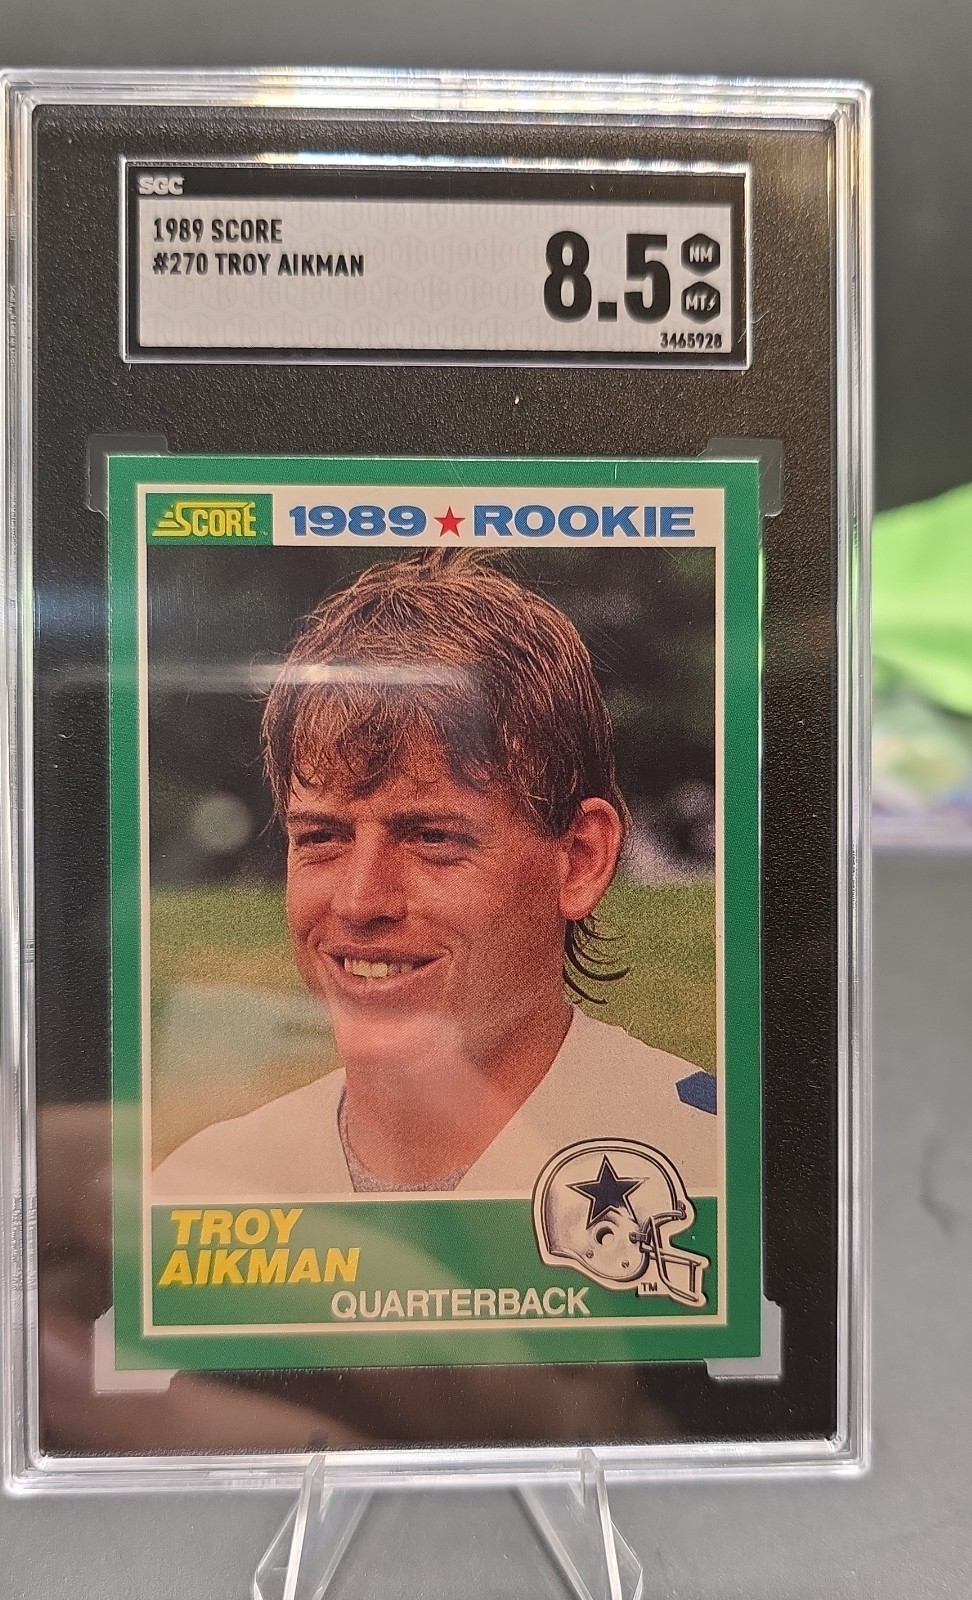 SGC
1989 SCORE
#270 TROY AIKMAN
8.5
NM
MT+
3465928
SCORE
1989 ★ ROOKIE
TROY
AIKMAN
QUARTERBACK
TM